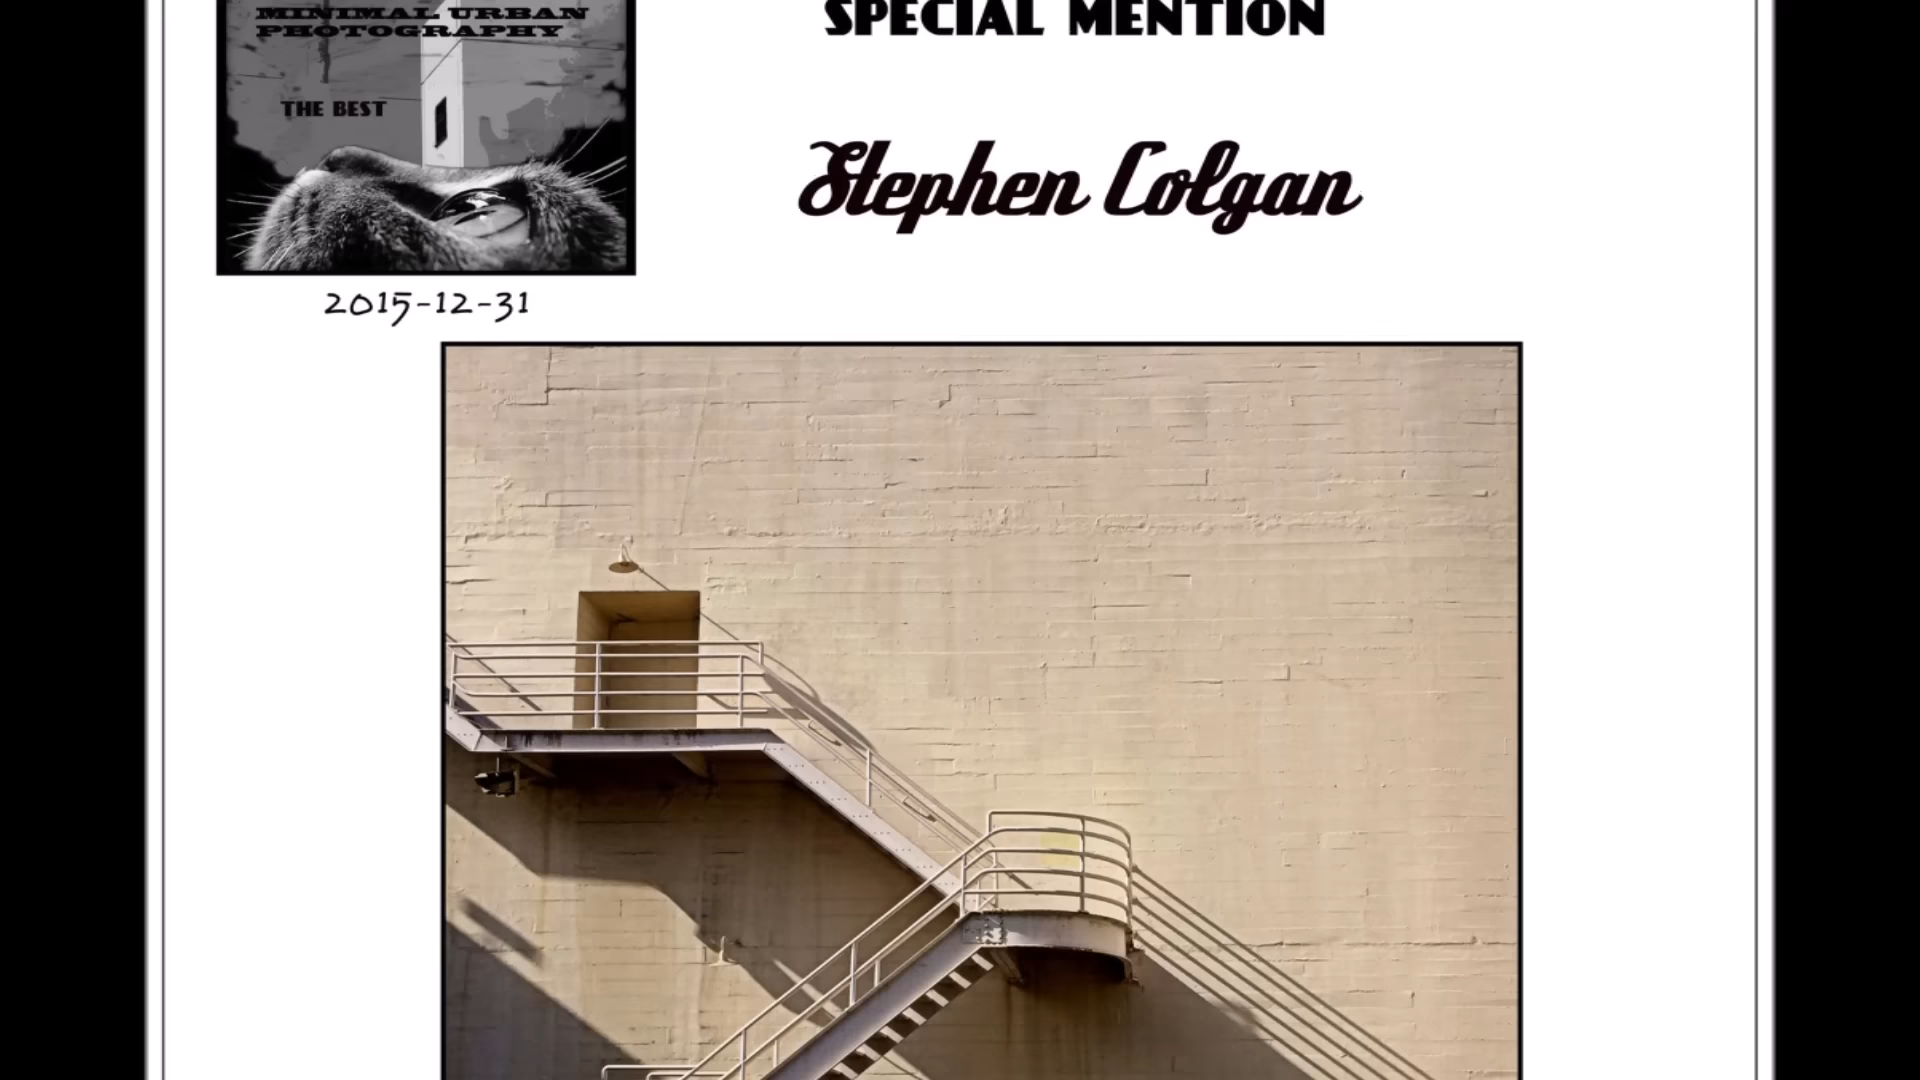 MINIMAL URBAN
PHOTOGRAPHY
THE BEST
2015-12-31
SPECIAL MENTION
Stephen Colgan